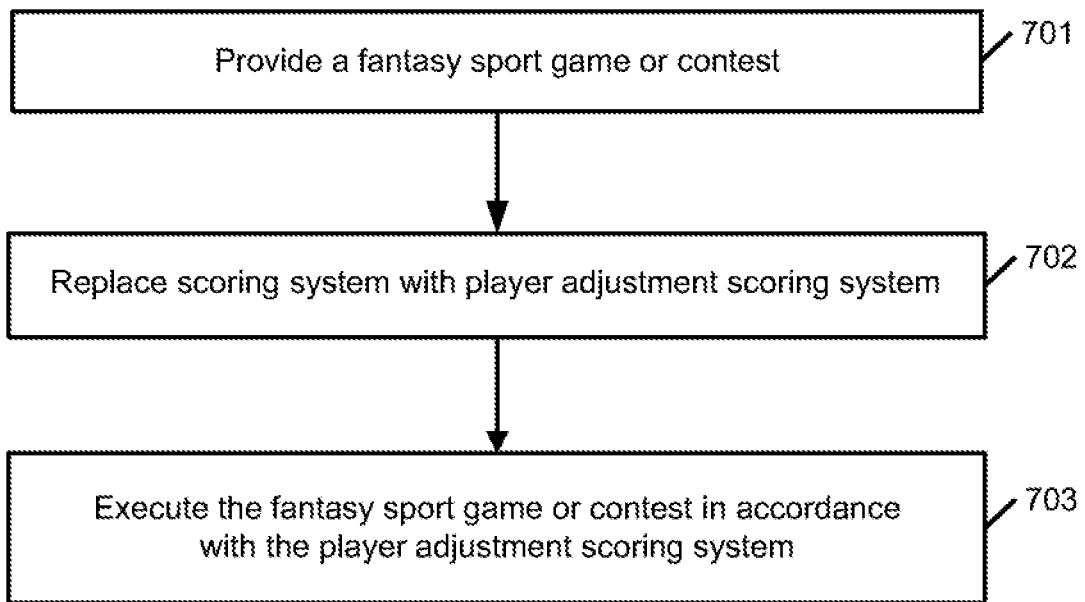 Provide a fantasy sport game or contest
701
Replace scoring system with player adjustment scoring system
702
Execute the fantasy sport game or contest in accordance
with the player adjustment scoring system
703